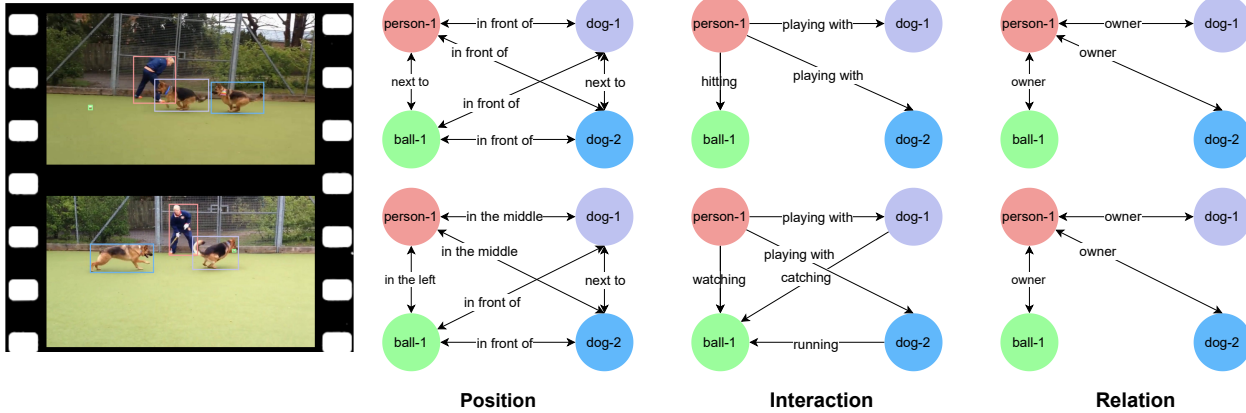 person-1 in front of dog-1
in front of
next to
next to
in front of
ball-1 in front of dog-2
person-1 playing with dog-1
playing with
hitting
ball-1 dog-2
person-1 owner dog-1
owner
owner
ball-1 dog-2
person-1 in the middle dog-1
in the middle
in the left
next to
in front of
ball-1 in front of dog-2
person-1 playing with dog-1
playing with
watching catching
ball-1 running dog-2
person-1 owner dog-1
owner
owner
ball-1 dog-2
Position Interaction Relation